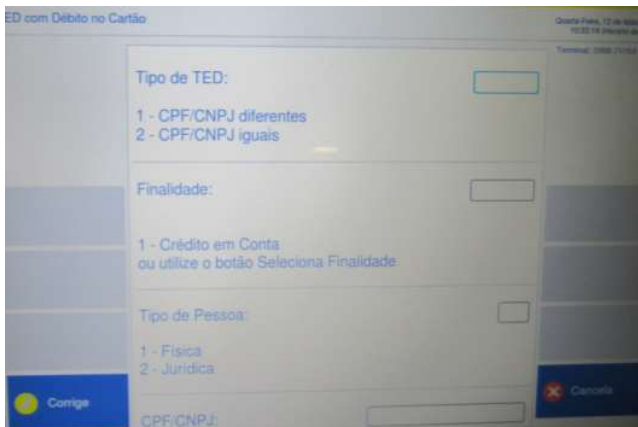 ED com Débito no Cartão
Tipo de TED:
1 - CPF/CNPJ diferentes
2 - CPF/CNPJ iguais
Finalidade:
1 - Crédito em Conta
ou utilize o botão Seleciona Finalidade
Tipo de Pessoa:
1 - Física
2 - Jurídica
Corrige
Cancela
CPF/CNPJ: